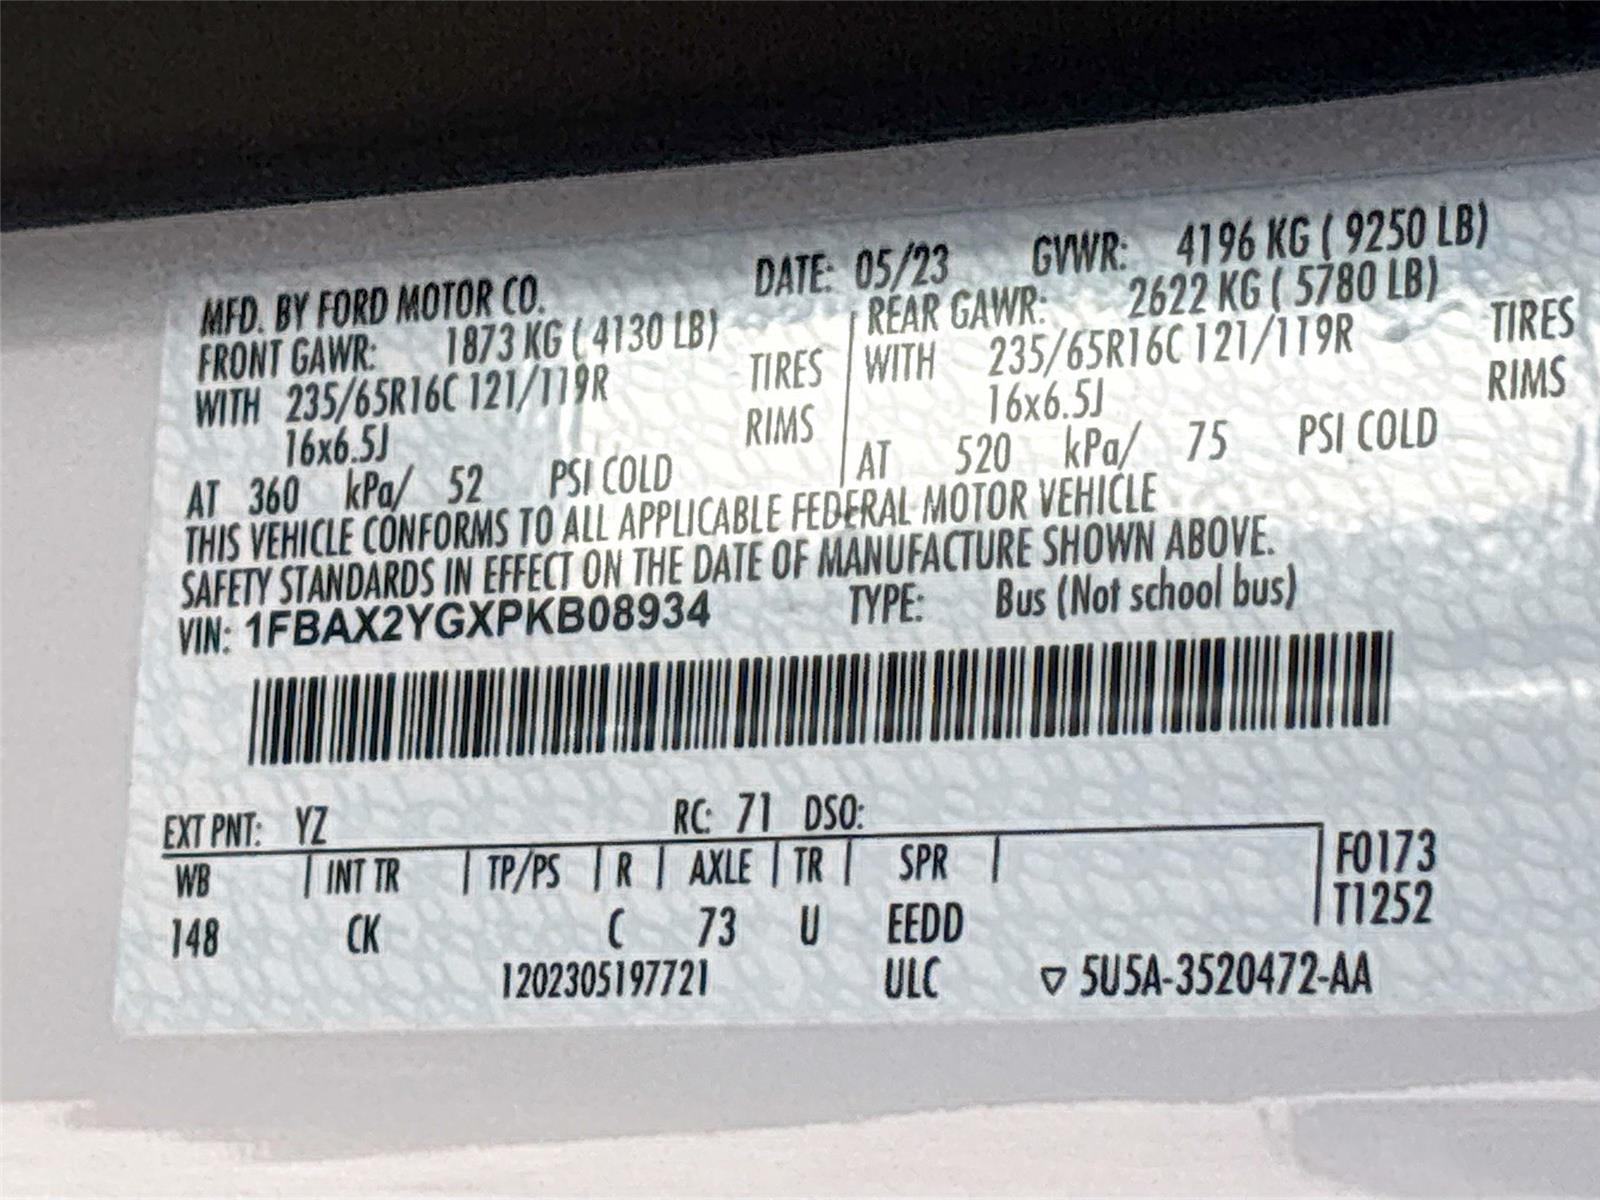 MFD. BY FORD MOTOR CO. DATE: 05/23 GVWR: 4196 KG ( 9250 LB)
FRONT GAWR: 1873 KG ( 4130 LB) REAR GAWR: 2622 KG ( 5780 LB)
WITH 235/65R16C 121/119R TIRES WITH 235/65R16C 121/119R TIRES
16x6.5J RIMS 16x6.5J RIMS
AT 360 kPa/ 52 PSI COLD AT 520 kPa/ 75 PSI COLD
THIS VEHICLE CONFORMS TO ALL APPLICABLE FEDERAL MOTOR VEHICLE
SAFETY STANDARDS IN EFFECT ON THE DATE OF MANUFACTURE SHOWN ABOVE.
VIN: 1FBAX2YGXPKB08934 TYPE: Bus (Not school bus)
EXT PNT: YZ RC: 71 DSO:
WB | INT TR | TP/PS | R | AXLE | TR | SPR | F0173
T1252
148 CK C 73 U EEDD
1202305197721 ULC ▽ 5U5A-3520472-AA